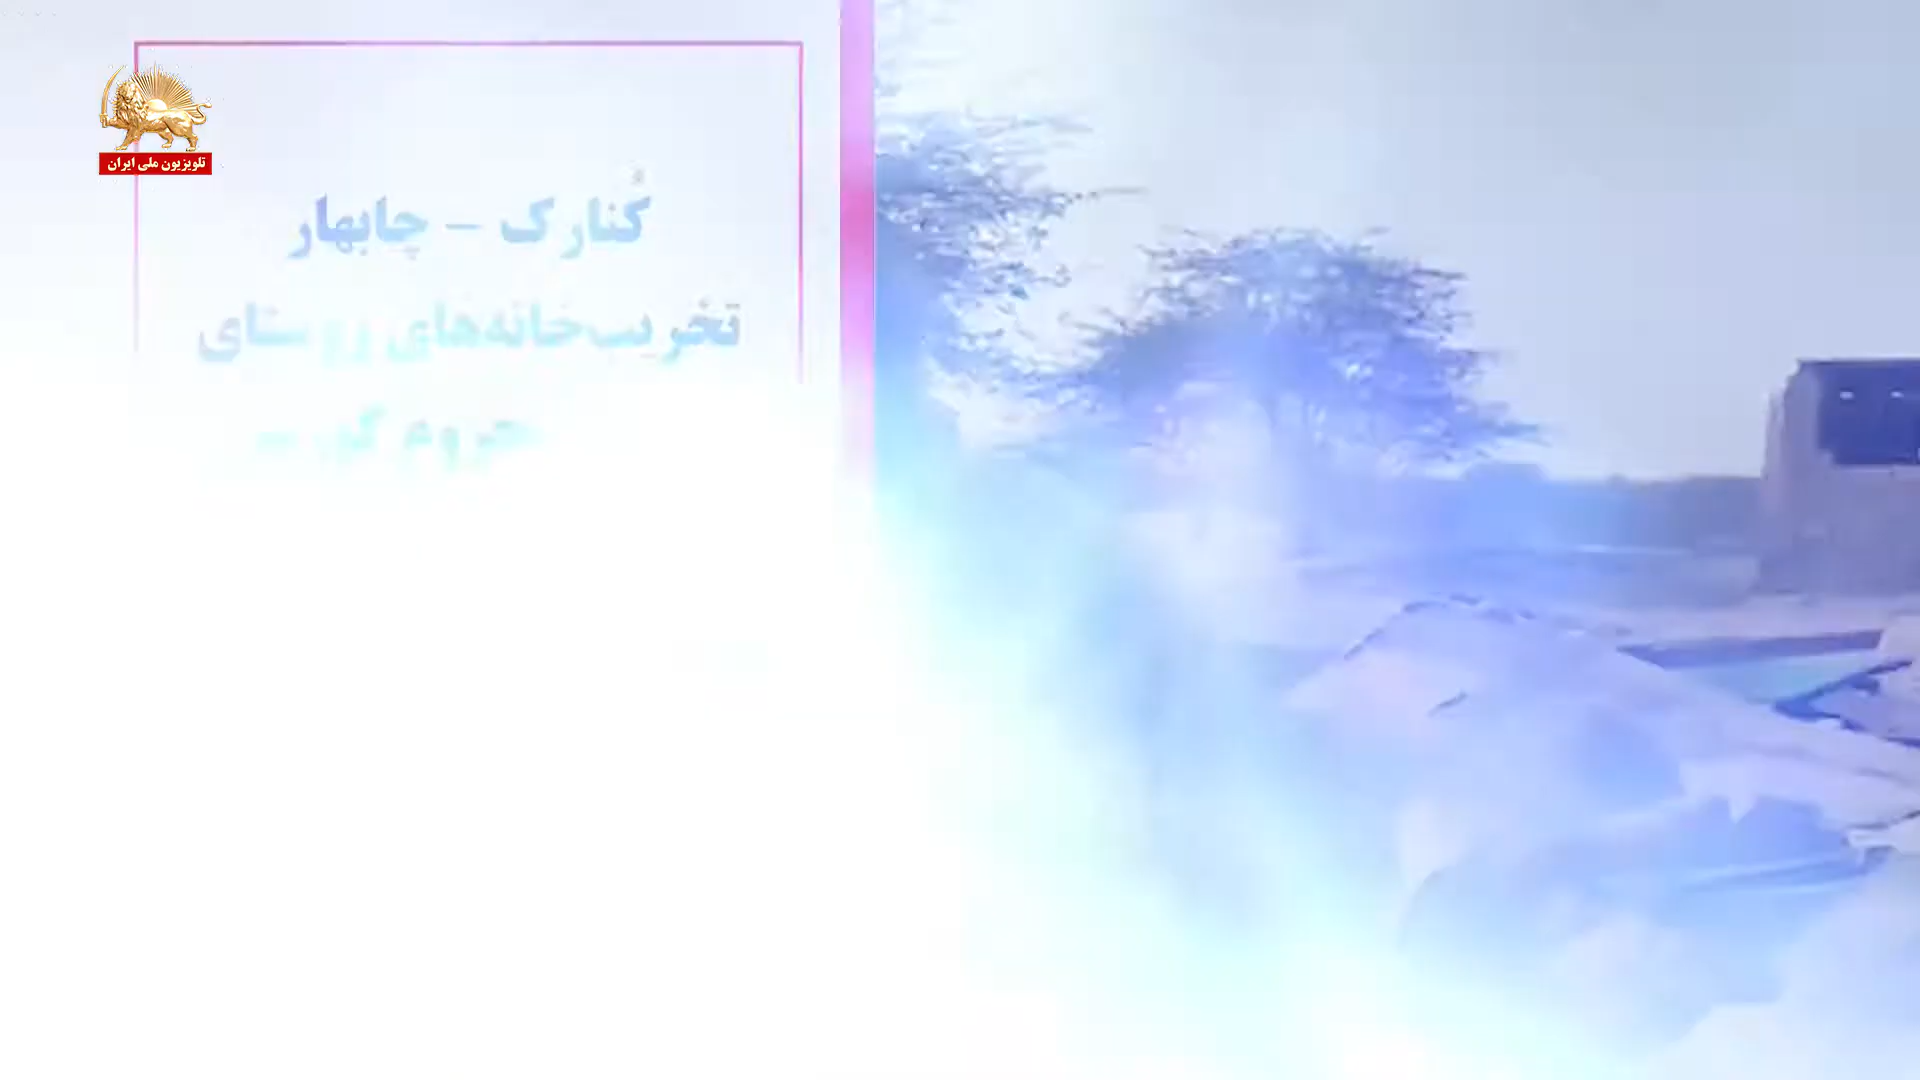 تلویزیون ملی ایران
کُنارک – چابهار
تخریب‌خانه‌های روستای